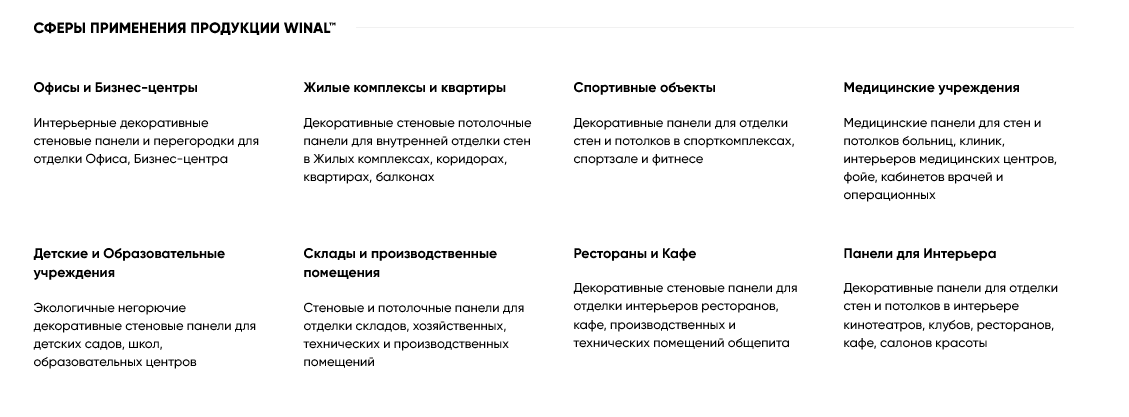 СФЕРЫ ПРИМЕНЕНИЯ ПРОДУКЦИИ WINAL™
Офисы и Бизнес-центры
Интерьерные декоративные
стеновые панели и перегородки для
отделки Офиса, Бизнес-центра
Жилые комплексы и квартиры
Декоративные стеновые потолочные
панели для внутренней отделки стен
в Жилых комплексах, коридорах,
квартирах, балконах
Спортивные объекты
Декоративные панели для отделки
стен и потолков в спорткомплексах,
спортзале и фитнесе
Медицинские учреждения
Медицинские панели для стен и
потолков больниц, клиник,
интерьеров медицинских центров,
фойе, кабинетов врачей и
операционных
Детские и Образовательные
учреждения
Экологичные негорючие
декоративные стеновые панели для
детских садов, школ,
образовательных центров
Склады и производственные
помещения
Стеновые и потолочные панели для
отделки складов, хозяйственных,
технических и производственных
помещений
Рестораны и Кафе
Декоративные стеновые панели для
отделки интерьеров ресторанов,
кафе, производственных и
технических помещений общепита
Панели для Интерьера
Декоративные панели для отделки
стен и потолков в интерьере
кинотеатров, клубов, ресторанов,
кафе, салонов красоты